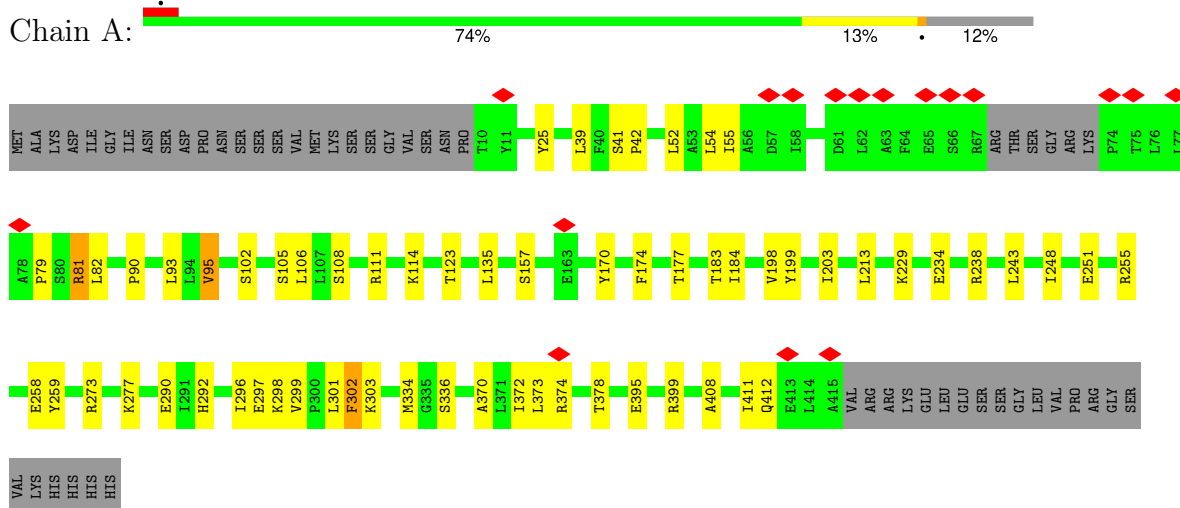 Chain A:
74% 13% • 12%
MET ALA LYS ASP ILE GLY ILE ASN SER ASP PRO ASN SER SER SER VAL MET LYS SER SER GLY VAL SER ASN PRO T10 Y11 Y25 L39 F40 S41 P42 L52 A53 L54 I55 A56 D57 I58 D61 L62 A63 F64 E65 S66 R67 ARG THR SER GLY ARG LYS P74 T75 L76 L77
A78 P79 S80 R81 L82 P90 L93 L94 V95 S102 S105 L106 L107 S108 R111 K114 T123 L135 S157 E163 Y170 F174 T177 T183 I184 V198 Y199 I203 L213 K229 E234 R238 L243 I248 E251 R255
E258 Y259 R273 K277 E290 I291 H292 I296 E297 K298 V299 P300 L301 F302 K303 M334 G335 S336 A370 L371 I372 L373 R374 T378 E395 R399 A408 I411 Q412 E413 L414 A415 VAL ARG ARG LYS GLU LEU GLU SER SER GLY LEU VAL PRO ARG GLY SER
VAL LYS HIS HIS HIS HIS